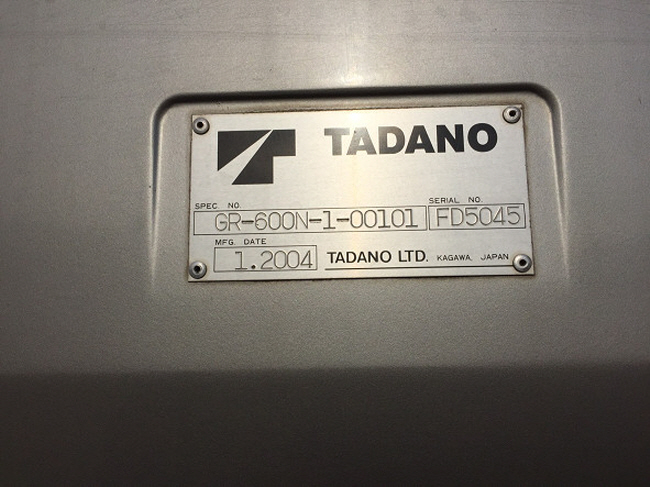 TADANO
SPEC. NO. SERIAL NO.
GR-600N-1-00101 FD5045
MFG. DATE
1.2004 TADANO LTD. KAGAWA, JAPAN